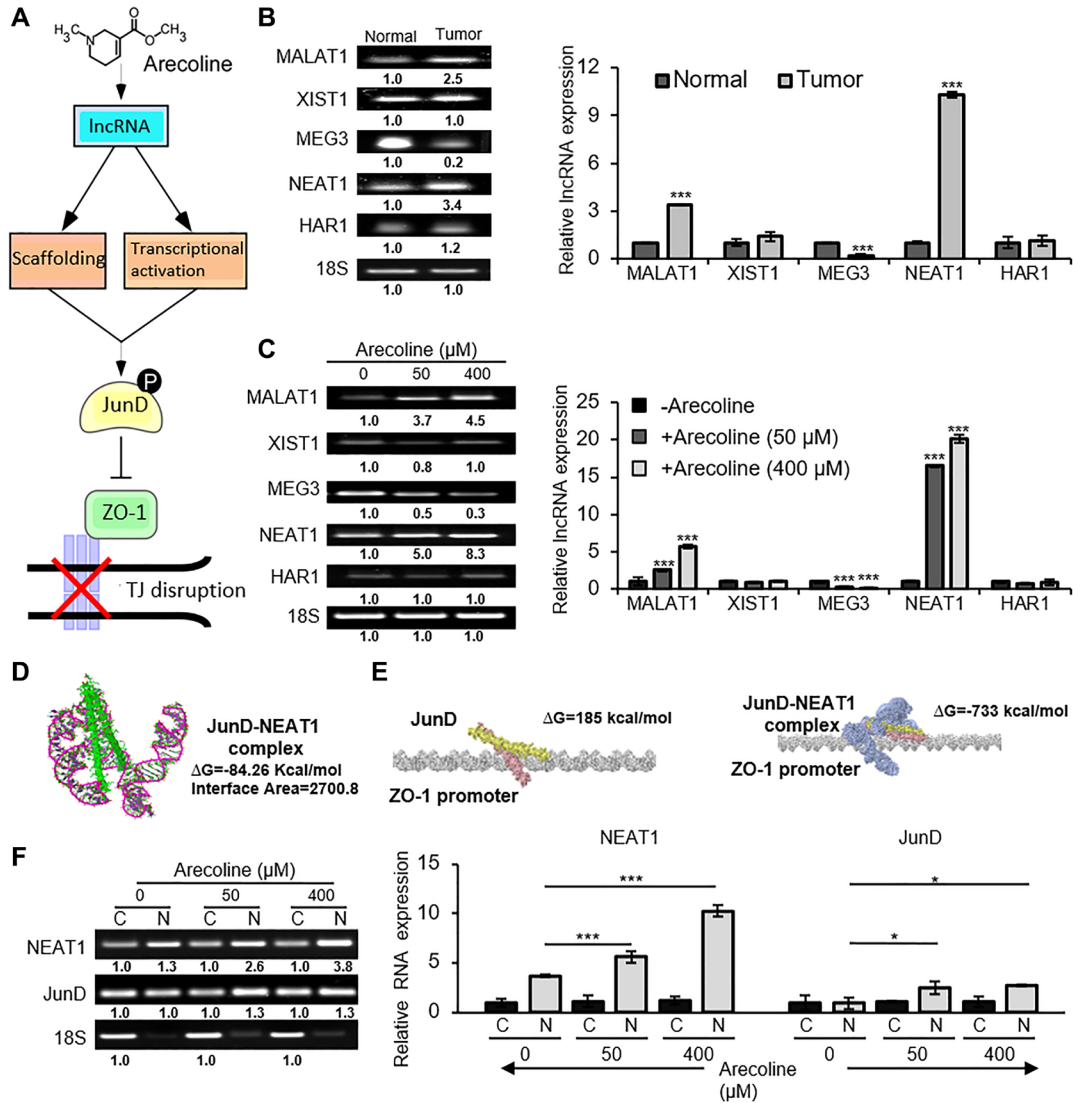 A
H₃C
N
O
O
CH₃
Arecoline
lncRNA
Scaffolding
Transcriptional
activation
P
JunD
ZO-1
TJ disruption
B
Normal Tumor
MALAT1
1.0 2.5
XIST1
1.0 1.0
MEG3
1.0 0.2
NEAT1
1.0 3.4
HAR1
1.0 1.2
18S
1.0 1.0
Relative lncRNA expression
12
9
6
3
0
Normal Tumor
***
***
***
MALAT1 XIST1 MEG3 NEAT1 HAR1
C
Arecoline (µM)
0 50 400
MALAT1
1.0 3.7 4.5
XIST1
1.0 0.8 1.0
MEG3
1.0 0.5 0.3
NEAT1
1.0 5.0 8.3
HAR1
1.0 1.0 1.0
18S
1.0 1.0 1.0
Relative lncRNA expression
25
20
15
10
5
0
-Arecoline
+Arecoline (50 µM)
+Arecoline (400 µM)
*** ***
*** ***
*** ***
MALAT1 XIST1 MEG3 NEAT1 HAR1
D
JunD-NEAT1
complex
ΔG=-84.26 Kcal/mol
Interface Area=2700.8
E
JunD
ΔG=185 kcal/mol
ZO-1 promoter
JunD-NEAT1
complex
ΔG=-733 kcal/mol
ZO-1 promoter
F
Arecoline (µM)
0 50 400
C N C N C N
NEAT1
1.0 1.3 1.0 2.6 1.0 3.8
JunD
1.0 1.0 1.0 1.3 1.0 1.3
18S
1.0 1.0 1.0
NEAT1 JunD
Relative RNA expression
15
10
5
0
***
***
*
*
C N C N C N C N C N C N
0 50 400 0 50 400
Arecoline
(µM)